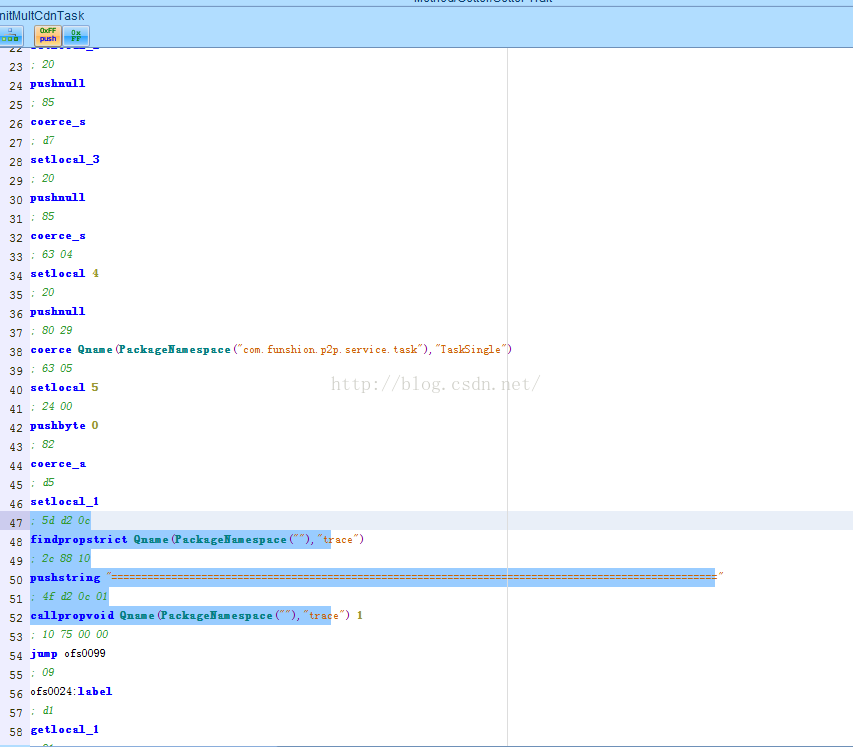 nitMultCdnTask
0xFF
push
0x
FF
22
23 ; 20
24 pushnull
25 ; 85
26 coerce_s
27 ; d7
28 setlocal_3
29 ; 20
30 pushnull
31 ; 85
32 coerce_s
33 ; 63 04
34 setlocal 4
35 ; 20
36 pushnull
37 ; 80 29
38 coerce Qname(PackageNamespace("com.funshion.p2p.service.task"),"TaskSingle")
39 ; 63 05
http://blog.csdn.net/
40 setlocal 5
41 ; 24 00
42 pushbyte 0
43 ; 82
44 coerce_a
45 ; d5
46 setlocal_1
47 ; 5d d2 0c
48 findpropstrict Qname(PackageNamespace(""),"trace")
49 ; 2c 88 10
50 pushstring "====================================================================================================="
51 ; 4f d2 0c 01
52 callpropvoid Qname(PackageNamespace(""),"trace") 1
53 ; 10 75 00 00
54 jump ofs0099
55 ; 09
56 ofs0024:label
57 ; d1
58 getlocal_1